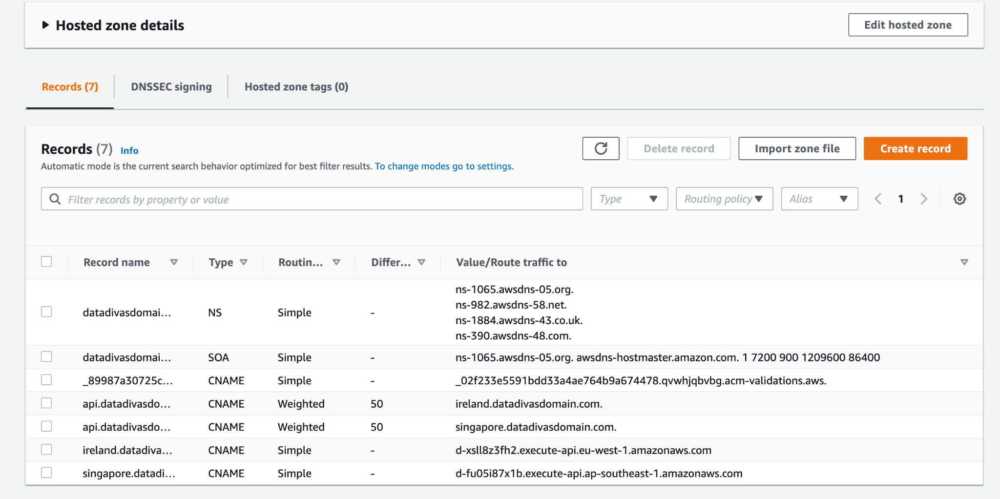 Hosted zone details
Edit hosted zone
Records (7)
DNSSEC signing
Hosted zone tags (0)
Records (7) Info
Delete record
Import zone file
Create record
Automatic mode is the current search behavior optimized for best filter results. To change modes go to settings.
Filter records by property or value
Type
Routing policy
Alias
1
Record name Type Routin... Differ... Value/Route traffic to
ns-1065.awsdns-05.org.
ns-982.awsdns-58.net.
datadivasdomai... NS Simple -
ns-1884.awsdns-43.co.uk.
ns-390.awsdns-48.com.
datadivasdomai... SOA Simple - ns-1065.awsdns-05.org. awsdns-hostmaster.amazon.com. 1 7200 900 1209600 86400
_89987a30725c... CNAME Simple - _02f233e5591bdd33a4ae764b9a674478.qvwhjqbvbg.acm-validations.aws.
api.datadivasdo... CNAME Weighted 50 ireland.datadivasdomain.com.
api.datadivasdo... CNAME Weighted 50 singapore.datadivasdomain.com.
ireland.datadiva... CNAME Simple - d-xsll8z3fh2.execute-api.eu-west-1.amazonaws.com
singapore.datadi... CNAME Simple - d-fu05i87x1b.execute-api.ap-southeast-1.amazonaws.com